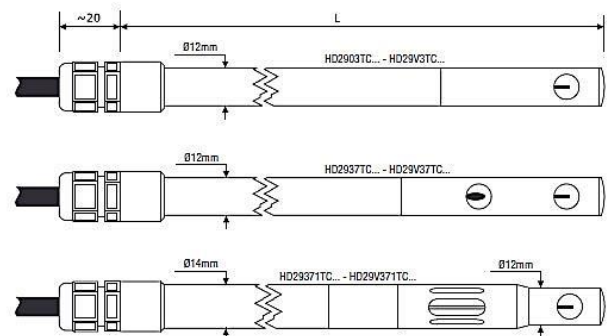 ~20
L
Ø12mm
HD2903TC... - HD29V3TC...
Ø12mm
HD2937TC... - HD29V37TC...
Ø14mm
HD29371TC... - HD29V371TC...
Ø12mm